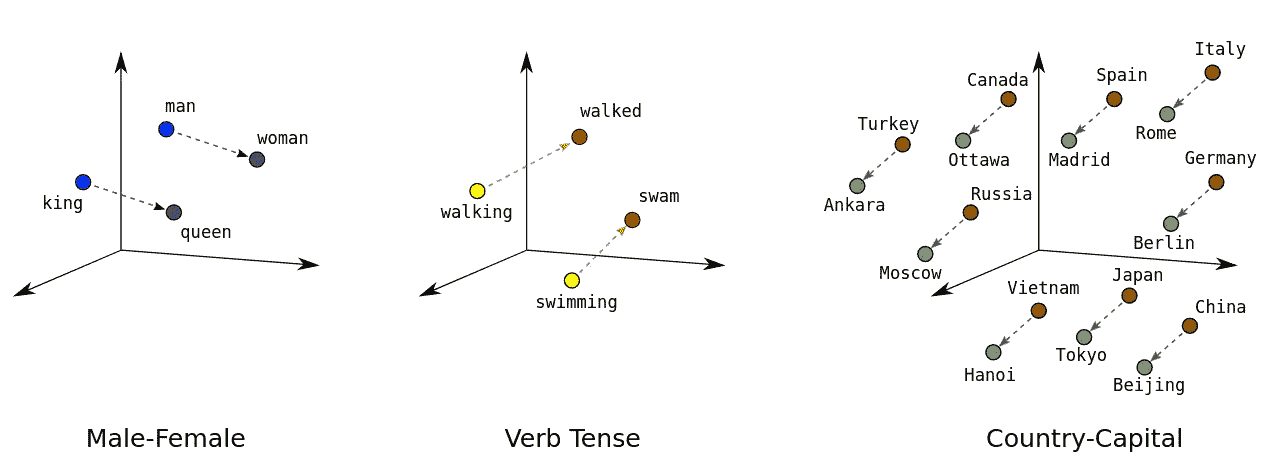 man
woman
king
queen
Male-Female
walked
walking
swam
swimming
Verb Tense
Italy
Spain
Canada
Rome
Turkey
Ottawa
Madrid
Germany
Ankara
Russia
Berlin
Moscow
Japan
Vietnam
China
Tokyo
Hanoi
Beijing
Country-Capital